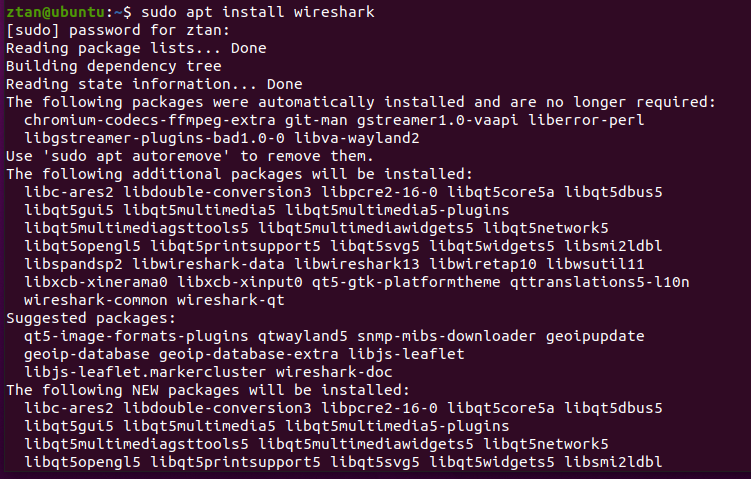 ztan@ubuntu:~$ sudo apt install wireshark
[sudo] password for ztan:
Reading package lists... Done
Building dependency tree
Reading state information... Done
The following packages were automatically installed and are no longer required:
  chromium-codecs-ffmpeg-extra git-man gstreamer1.0-vaapi liberror-perl
  libgstreamer-plugins-bad1.0-0 libva-wayland2
Use 'sudo apt autoremove' to remove them.
The following additional packages will be installed:
  libc-ares2 libdouble-conversion3 libpcre2-16-0 libqt5core5a libqt5dbus5
  libqt5gui5 libqt5multimedia5 libqt5multimedia5-plugins
  libqt5multimediagsttools5 libqt5multimediawidgets5 libqt5network5
  libqt5opengl5 libqt5printsupport5 libqt5svg5 libqt5widgets5 libsmi2ldbl
  libspandsp2 libwireshark-data libwireshark13 libwiretap10 libwsutil11
  libxcb-xinerama0 libxcb-xinput0 qt5-gtk-platformtheme qttranslations5-l10n
  wireshark-common wireshark-qt
Suggested packages:
  qt5-image-formats-plugins qtwayland5 snmp-mibs-downloader geoipupdate
  geoip-database geoip-database-extra libjs-leaflet
  libjs-leaflet.markercluster wireshark-doc
The following NEW packages will be installed:
  libc-ares2 libdouble-conversion3 libpcre2-16-0 libqt5core5a libqt5dbus5
  libqt5gui5 libqt5multimedia5 libqt5multimedia5-plugins
  libqt5multimediagsttools5 libqt5multimediawidgets5 libqt5network5
  libqt5opengl5 libqt5printsupport5 libqt5svg5 libqt5widgets5 libsmi2ldbl